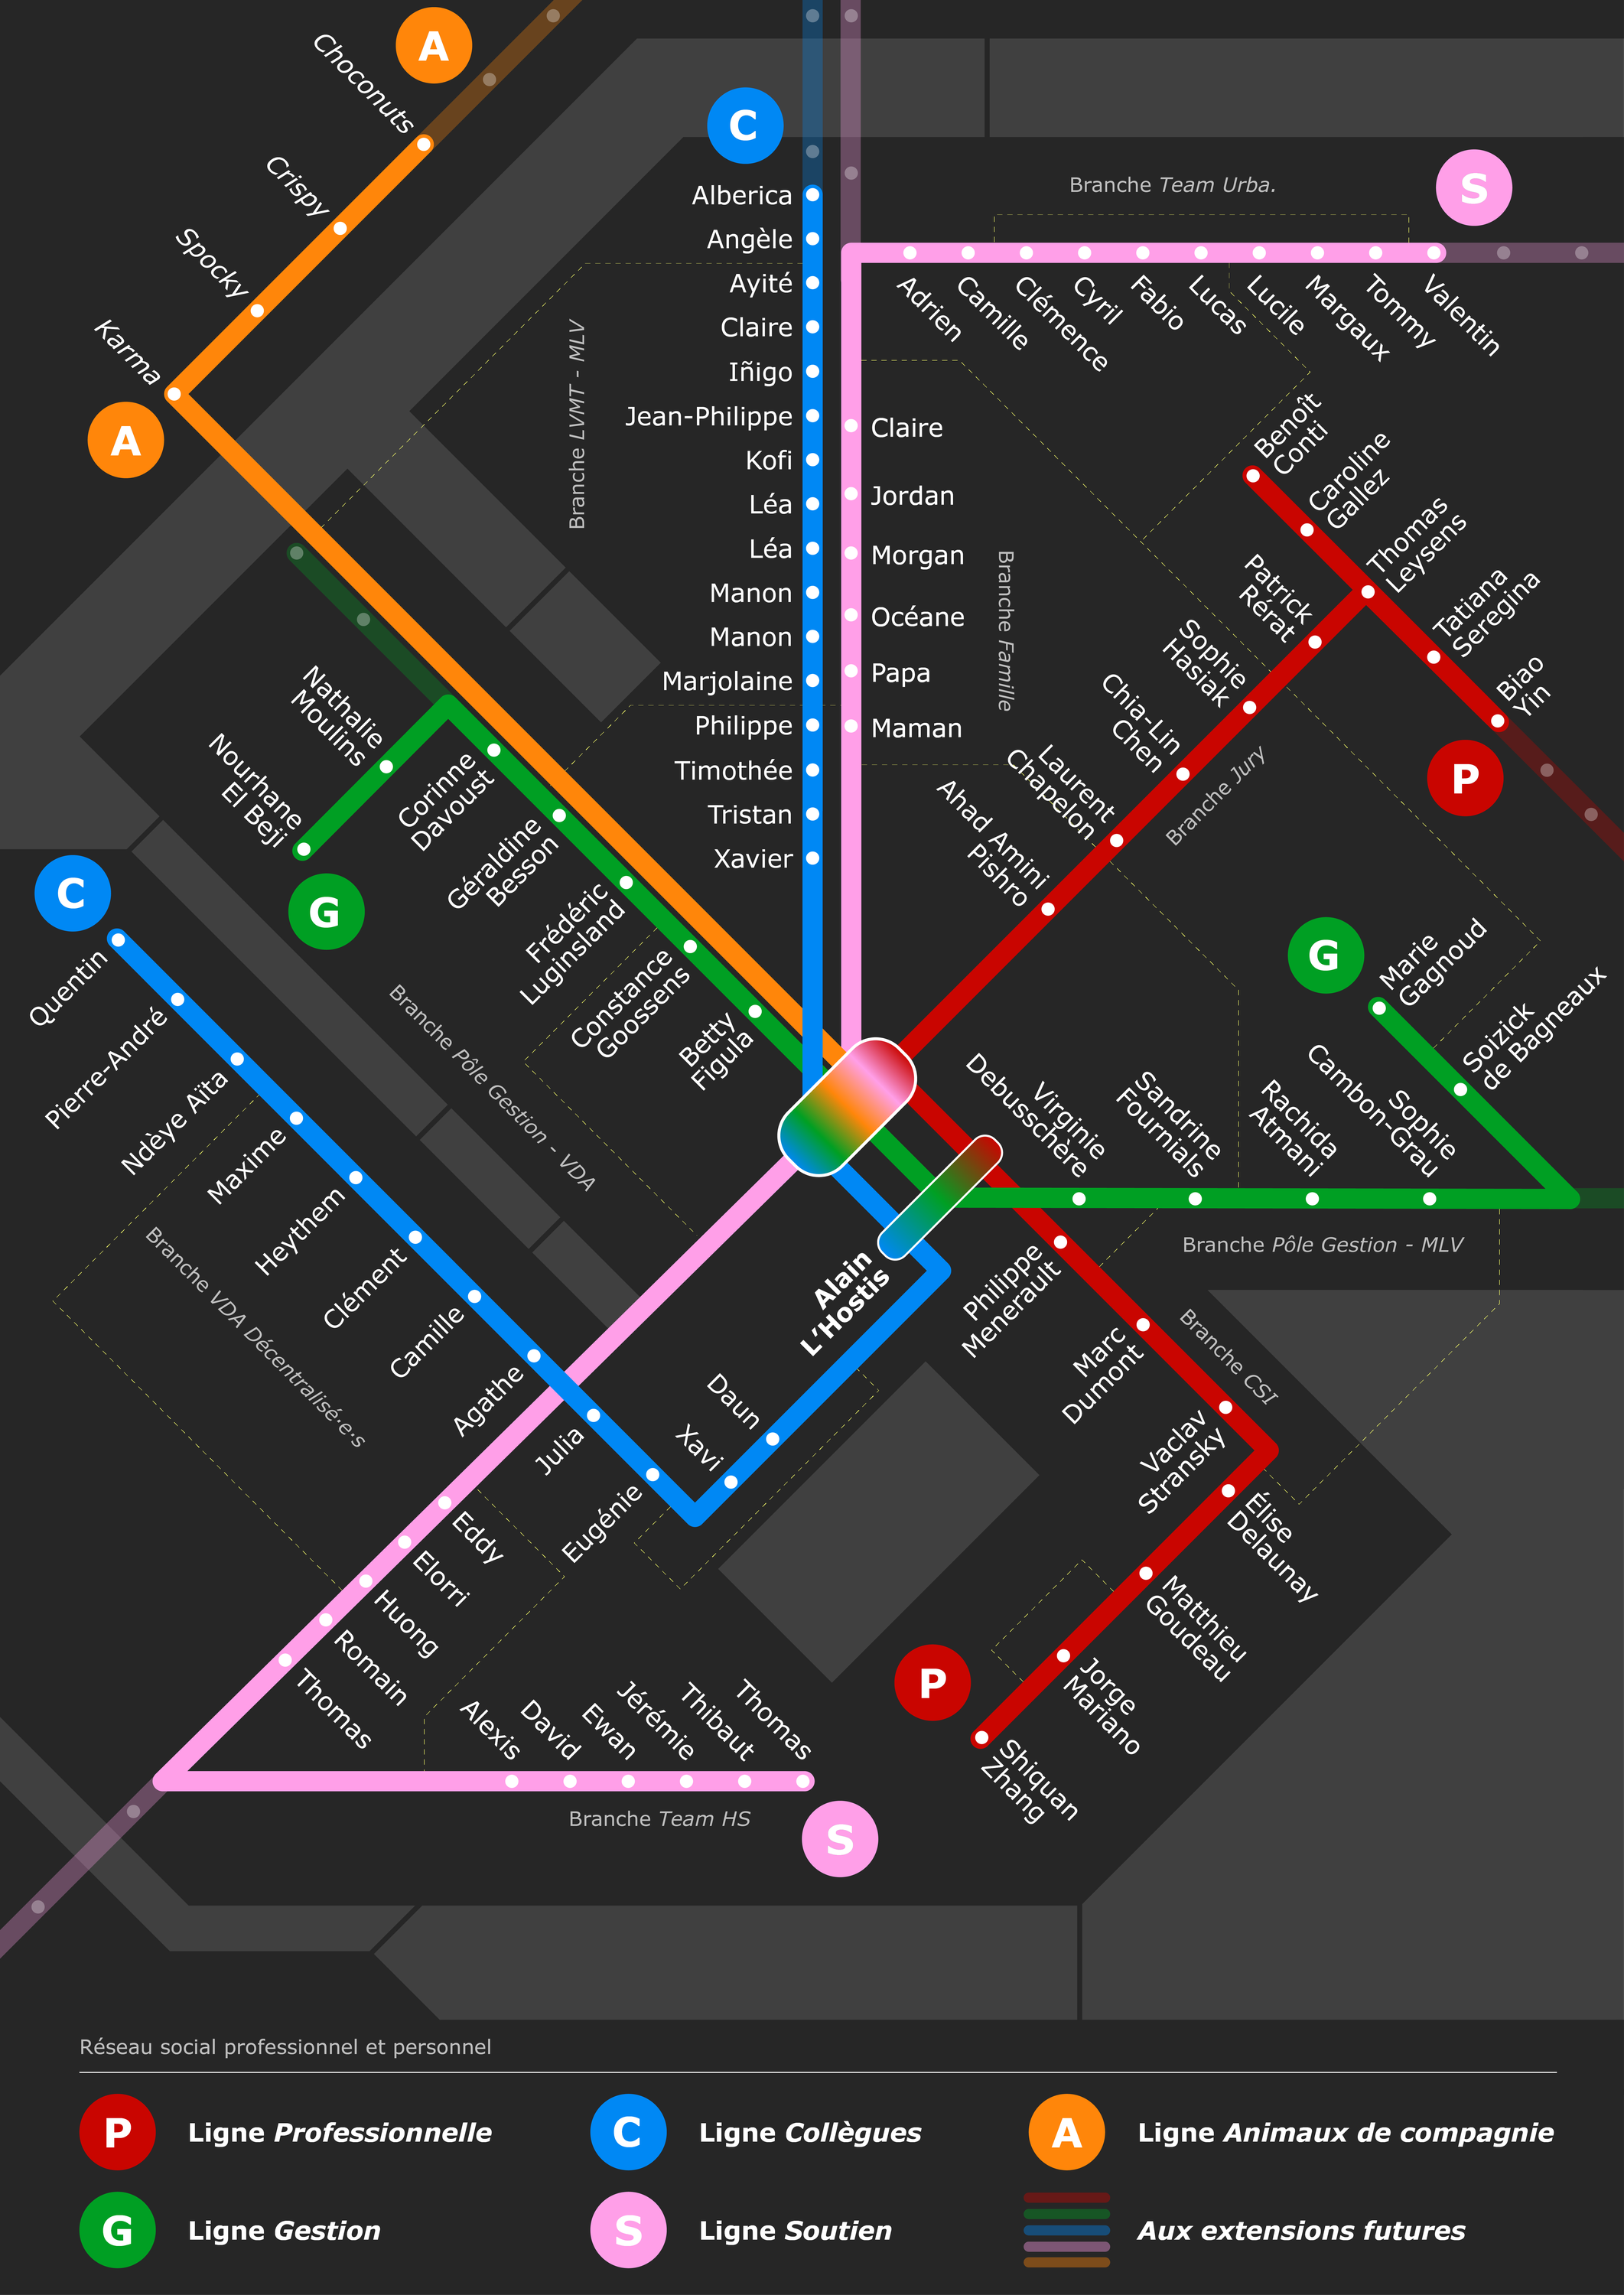 A
Choconuts
Crispy
Spocky
Karma
A
C
Alberica
Angèle
Ayité
Claire
Iñigo
Jean-Philippe
Kofi
Léa
Léa
Manon
Manon
Marjolaine
Philippe
Timothée
Tristan
Xavier
Branche LVMT - MLV
Branche Team Urba.
S
Adrien
Camille
Clémence
Cyril
Fabio
Lucas
Lucile
Margaux
Tommy
Valentin
Claire
Jordan
Morgan
Océane
Papa
Maman
Branche Famille
Benoît
Conti
Caroline
Gallez
Thomas
Leysens
Tatiana
Seregina
Biao
Yin
P
Patrick
Rérat
Sophie
Hasiak
Chia-Lin
Chen
Laurent
Chapelon
Ahad Amini
Pishro
Branche Jury
Nathalie
Moulins
Nourhane
El Beji
G
Corinne
Davoust
Géraldine
Besson
Frédéric
Luginsland
Constance
Goossens
Betty
Figula
Branche Pôle Gestion - VDA
G
Marie
Gagnoud
Soizick
de Bagneaux
Sophie
Cambon-Grau
Rachida
Atmani
Sandrine
Fournials
Virginie
Debusschère
Branche Pôle Gestion - MLV
C
Quentin
Pierre-André
Ndèye Aïta
Maxime
Heythem
Clément
Camille
Agathe
Julia
Eugénie
Xavi
Daun
Branche VDA Décentralisé·e·s
Alain
L’Hostis
Philippe
Menerault
Marc
Dumont
Vaclav
Stransky
Branche CSI
Élise
Delaunay
Matthieu
Goudeau
Jorge
Mariano
Shiquan
Zhang
P
Eddy
Elorri
Huong
Romain
Thomas
Alexis
David
Ewan
Jérémie
Thibaut
Thomas
Branche Team HS
S
Réseau social professionnel et personnel
P Ligne Professionnelle
C Ligne Collègues
A Ligne Animaux de compagnie
G Ligne Gestion
S Ligne Soutien
Aux extensions futures